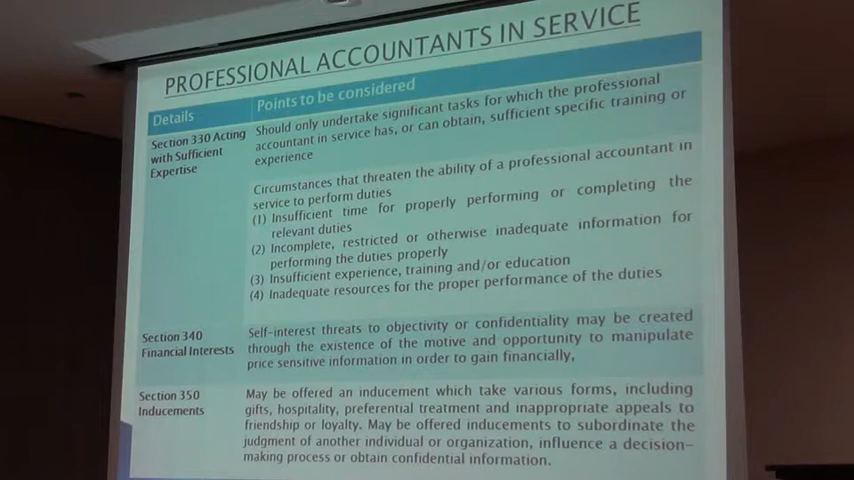 PROFESSIONAL ACCOUNTANTS IN SERVICE
Details
Points to be considered
Section 330 Acting
with Sufficient
Expertise
Should only undertake significant tasks for which the professional
accountant in service has, or can obtain, sufficient specific training or
experience
Circumstances that threaten the ability of a professional accountant in
service to perform duties
(1) Insufficient time for properly performing or completing the
relevant duties
(2) Incomplete, restricted or otherwise inadequate information for
performing the duties properly
(3) Insufficient experience, training and/or education
(4) Inadequate resources for the proper performance of the duties
Section 340
Financial Interests
Self-interest threats to objectivity or confidentiality may be created
through the existence of the motive and opportunity to manipulate
price sensitive information in order to gain financially,
Section 350
Inducements
May be offered an inducement which take various forms, including
gifts, hospitality, preferential treatment and inappropriate appeals to
friendship or loyalty. May be offered inducements to subordinate the
judgment of another individual or organization, influence a decision-
making process or obtain confidential information.